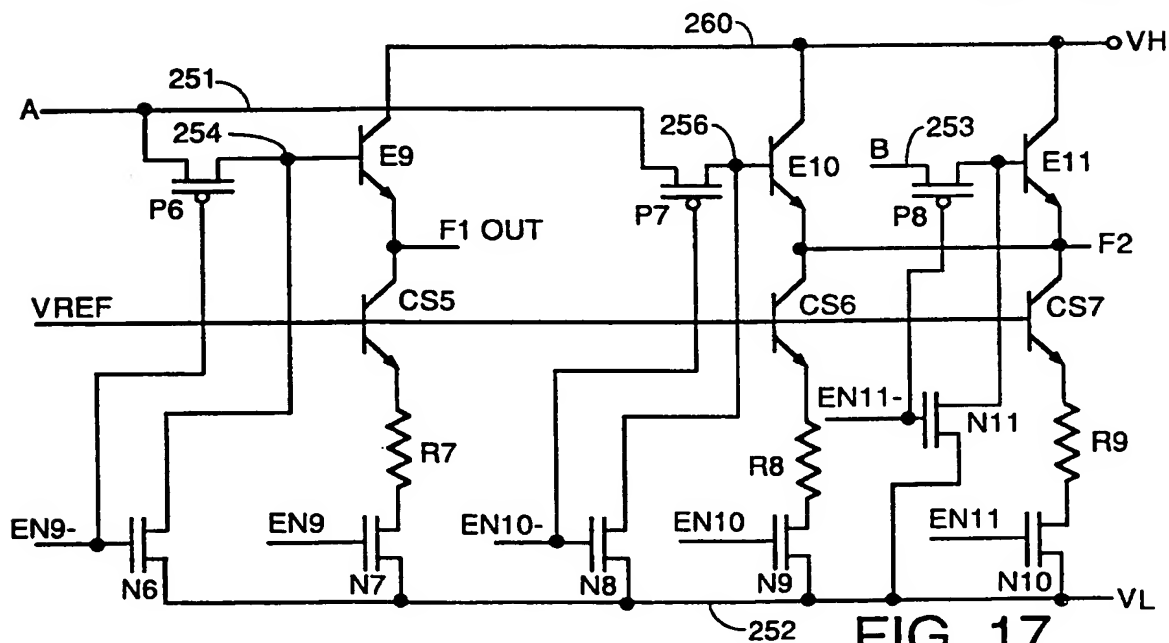 260
VH
251
A
254
E9
256
E10
B
253
E11
P6
P7
P8
F1 OUT
F2
VREF
CS5
CS6
CS7
EN11-
N11
R7
R8
R9
EN9-
EN9
EN10-
EN10
EN11
N6
N7
N8
N9
N10
VL
252
FIG. 17